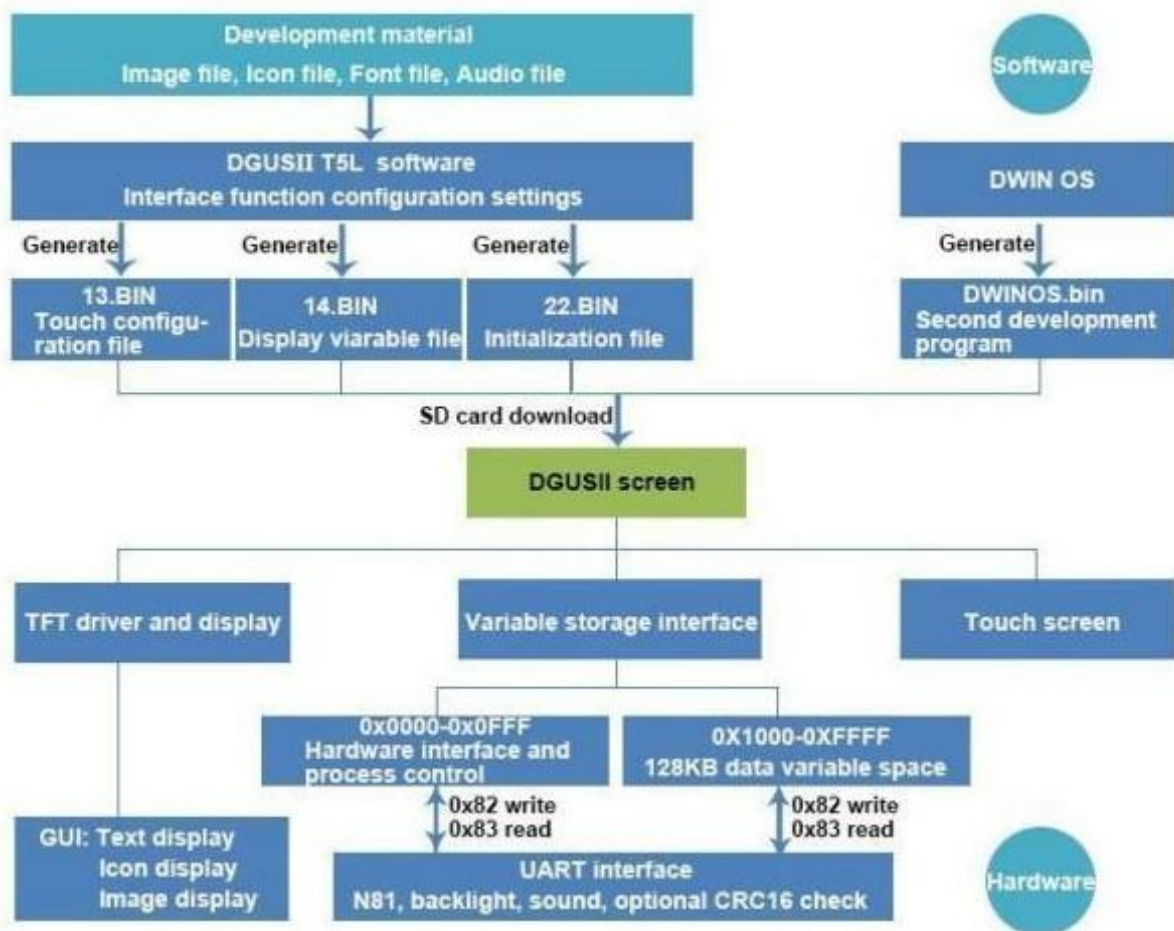 Development material
Image file, Icon file, Font file, Audio file
Software
DGUSII T5L software
Interface function configuration settings
DWIN OS
Generate
Generate
Generate
Generate
13.BIN
Touch configu-
ration file
14.BIN
Display viarable file
22.BIN
Initialization file
DWINOS.bin
Second development
program
SD card download
DGUSII screen
TFT driver and display
Variable storage interface
Touch screen
0x0000-0x0FFF
Hardware interface and
process control
0X1000-0XFFFF
128KB data variable space
0x82 write
0x83 read
0x82 write
0x83 read
GUI: Text display
Icon display
Image display
UART interface
N81, backlight, sound, optional CRC16 check
Hardware